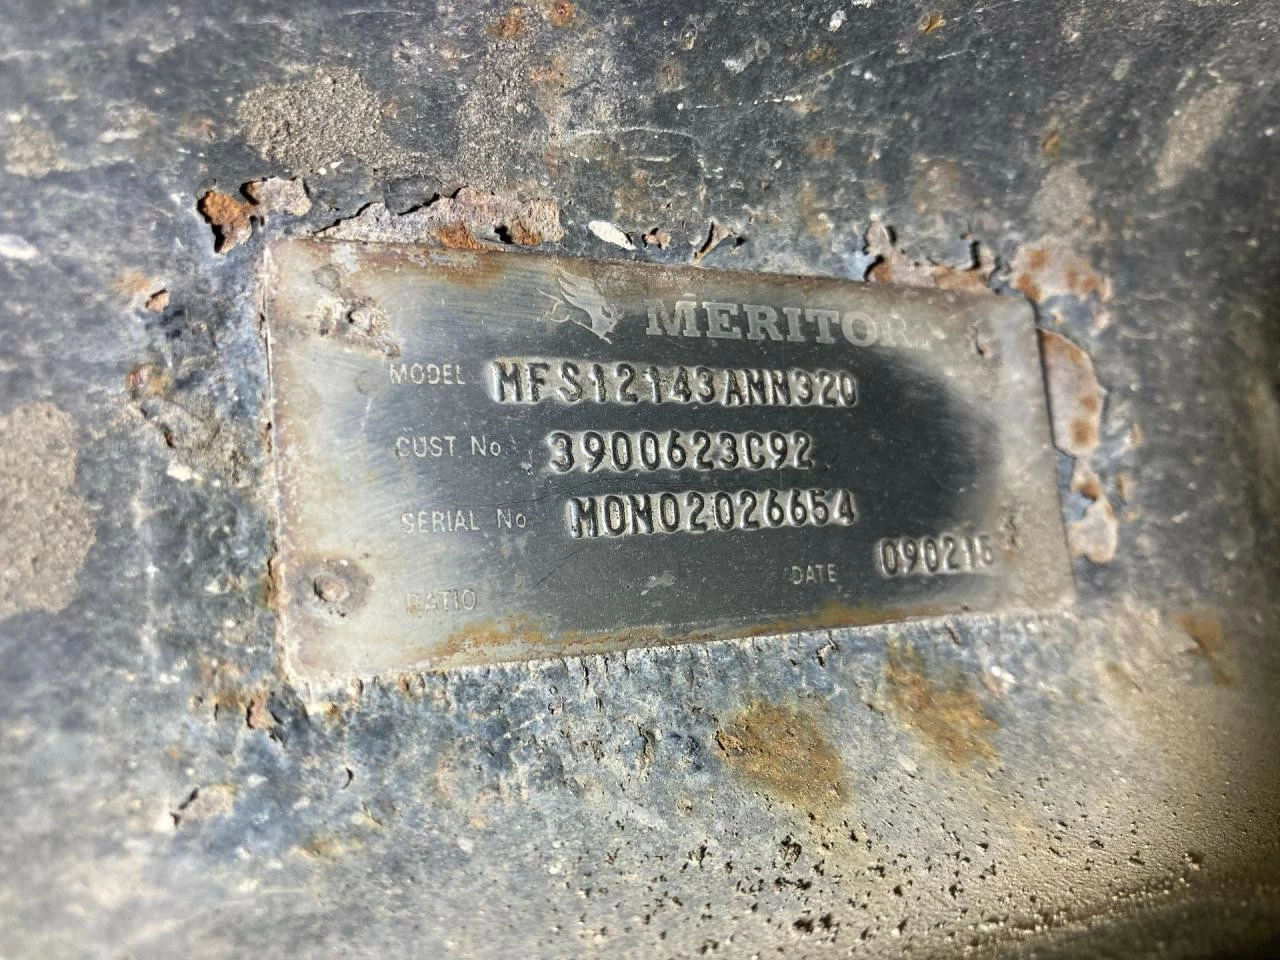 MERITOR
MODEL MFS12143ANN320
CUST No 3900623C92
SERIAL No MON02026654
DATE 090215
RATIO